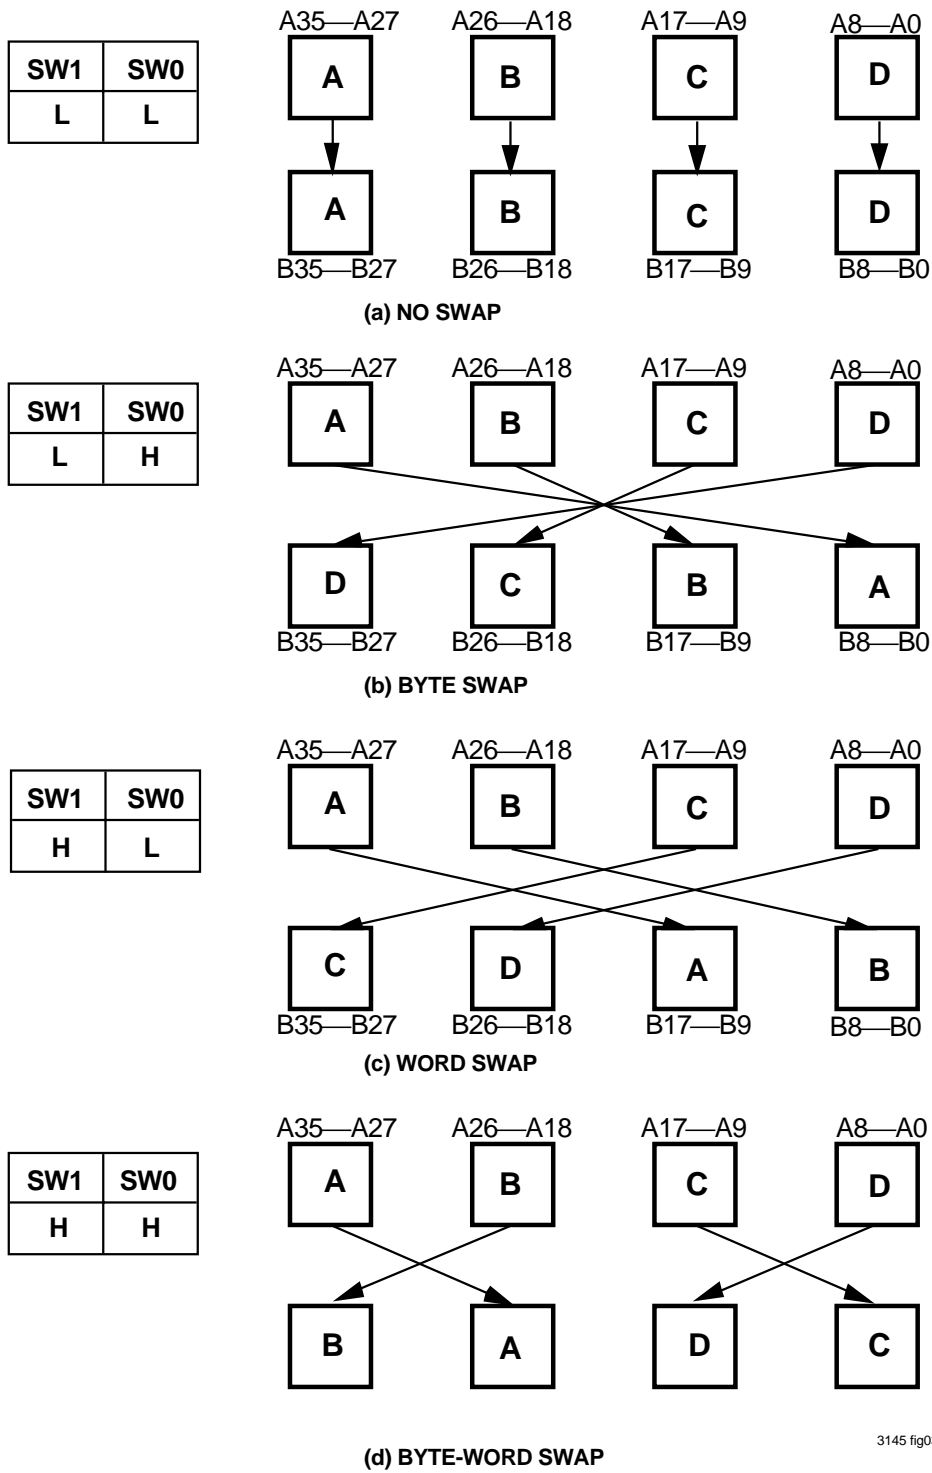 A35—A27 A26—A18 A17—A9 A8—A0
SW1 SW0
L L
A B C D
A B C D
B35—B27 B26—B18 B17—B9 B8—B0
(a) NO SWAP
A35—A27 A26—A18 A17—A9 A8—A0
SW1 SW0
L H
A B C D
D C B A
B35—B27 B26—B18 B17—B9 B8—B0
(b) BYTE SWAP
A35—A27 A26—A18 A17—A9 A8—A0
SW1 SW0
H L
A B C D
C D A B
B35—B27 B26—B18 B17—B9 B8—B0
(c) WORD SWAP
A35—A27 A26—A18 A17—A9 A8—A0
SW1 SW0
H H
A B C D
B A D C
3145 fig0
(d) BYTE-WORD SWAP